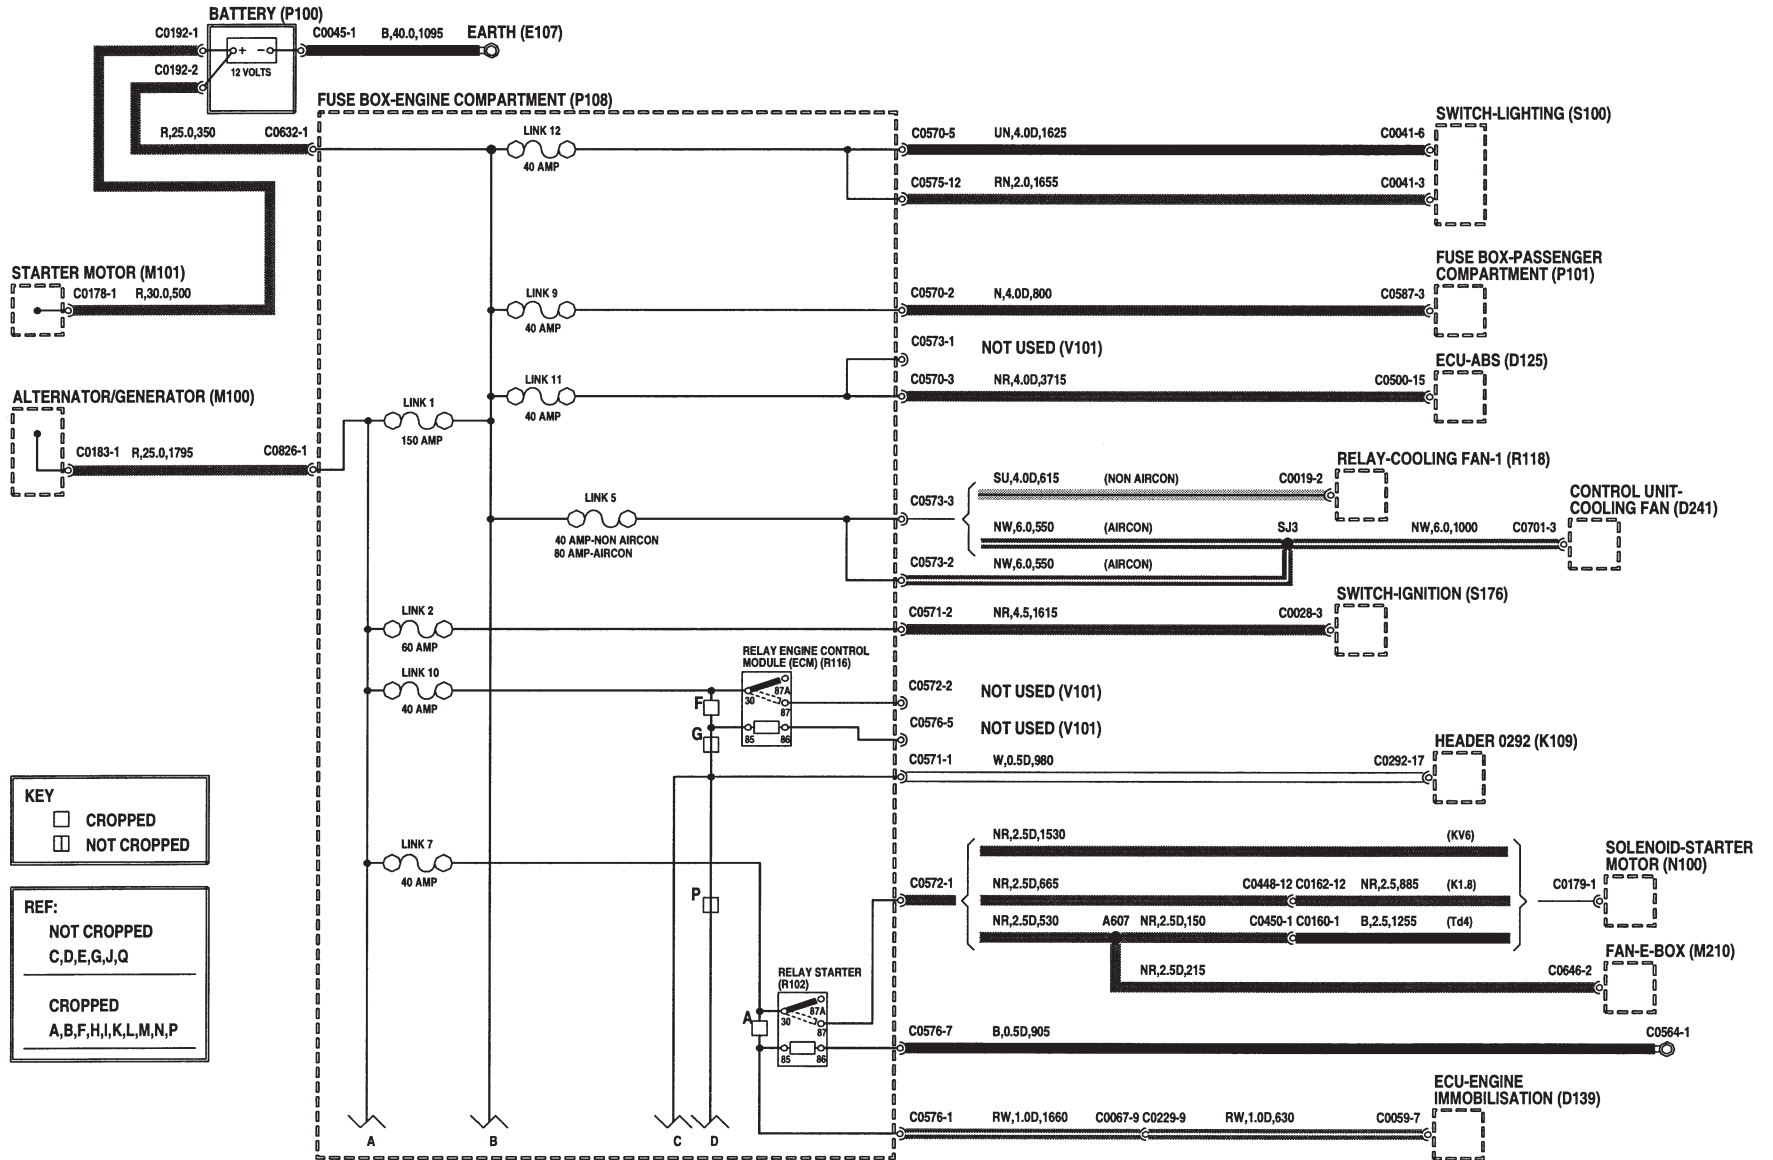 BATTERY (P100)
C0192-1
C0045-1
B,40.0,1095
EARTH (E107)
+ −
12 VOLTS
C0192-2
FUSE BOX-ENGINE COMPARTMENT (P108)
R,25.0,350
C0632-1
LINK 12
40 AMP
C0570-5
UN,4.0D,1625
C0041-6
SWITCH-LIGHTING (S100)
C0575-12
RN,2.0,1655
C0041-3
STARTER MOTOR (M101)
C0178-1
R,30.0,500
LINK 9
40 AMP
C0570-2
N,4.0D,800
C0587-3
FUSE BOX-PASSENGER
COMPARTMENT (P101)
C0573-1
NOT USED (V101)
LINK 11
40 AMP
C0570-3
NR,4.0D,3715
C0500-15
ECU-ABS (D125)
ALTERNATOR/GENERATOR (M100)
C0183-1
R,25.0,1795
C0826-1
LINK 1
150 AMP
LINK 5
40 AMP-NON AIRCON
80 AMP-AIRCON
C0573-3
SU,4.0D,615
(NON AIRCON)
C0019-2
RELAY-COOLING FAN-1 (R118)
NW,6.0,550
(AIRCON)
SJ3
NW,6.0,1000
C0701-3
CONTROL UNIT-
COOLING FAN (D241)
C0573-2
NW,6.0,550
(AIRCON)
LINK 2
60 AMP
C0571-2
NR,4.5,1615
C0028-3
SWITCH-IGNITION (S176)
LINK 10
40 AMP
RELAY ENGINE CONTROL
MODULE (ECM) (R116)
F
G
30
87A
87
85
86
C0572-2
NOT USED (V101)
C0576-5
NOT USED (V101)
C0571-1
W,0.5D,980
C0292-17
HEADER 0292 (K109)
KEY
CROPPED
NOT CROPPED
LINK 7
40 AMP
P
C0572-1
NR,2.5D,1530
(KV6)
NR,2.5D,665
C0448-12 C0162-12
NR,2.5,885
(K1.8)
NR,2.5D,530
A607
NR,2.5D,150
C0450-1 C0160-1
B,2.5,1255
(Td4)
C0179-1
SOLENOID-STARTER
MOTOR (N100)
NR,2.5D,215
C0646-2
FAN-E-BOX (M210)
REF:
NOT CROPPED
C,D,E,G,J,Q
CROPPED
A,B,F,H,I,K,L,M,N,P
RELAY STARTER
(R102)
A
30
87A
87
85
86
C0576-7
B,0.5D,905
C0564-1
C0576-1
RW,1.0D,1660
C0067-9 C0229-9
RW,1.0D,630
C0059-7
ECU-ENGINE
IMMOBILISATION (D139)
A
B
C
D